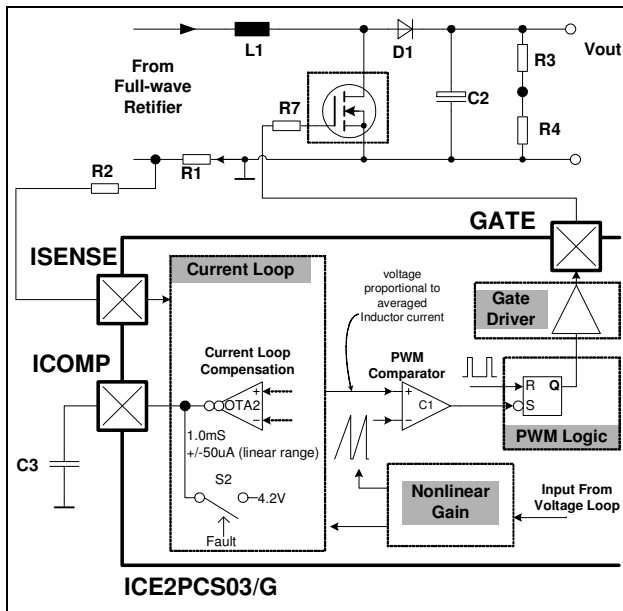 L1
D1
From
Full-wave
Retifier
R7
C2
R3
Vout
R4
R2
R1
GATE
ISENSE
Current Loop
voltage
proportional to
averaged
Inductor current
Gate
Driver
ICOMP
Current Loop
Compensation
PWM
Comparator
+
OTA2
−
+
C1
−
R
Q
S
C3
1.0mS
+/-50uA (linear range)
PWM Logic
S2
4.2V
Nonlinear
Gain
Input From
Voltage Loop
Fault
ICE2PCS03/G